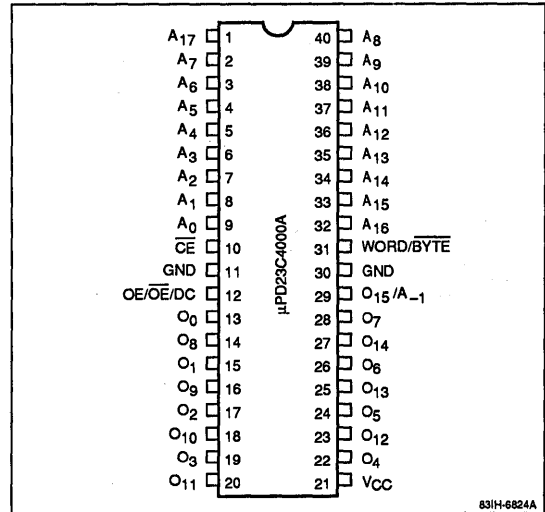 A17 1 40 A8
A7 2 39 A9
A6 3 38 A10
A5 4 37 A11
A4 5 36 A12
A3 6 35 A13
A2 7 34 A14
A1 8 33 A15
A0 9 32 A16
CE 10 31 WORD/BYTE
GND 11 30 GND
OE/OE/DC 12 29 O15/A-1
O0 13 28 O7
O8 14 27 O14
O1 15 26 O6
O9 16 25 O13
O2 17 24 O5
O10 18 23 O12
O3 19 22 O4
O11 20 21 VCC
µPD23C4000A
83IH-6824A